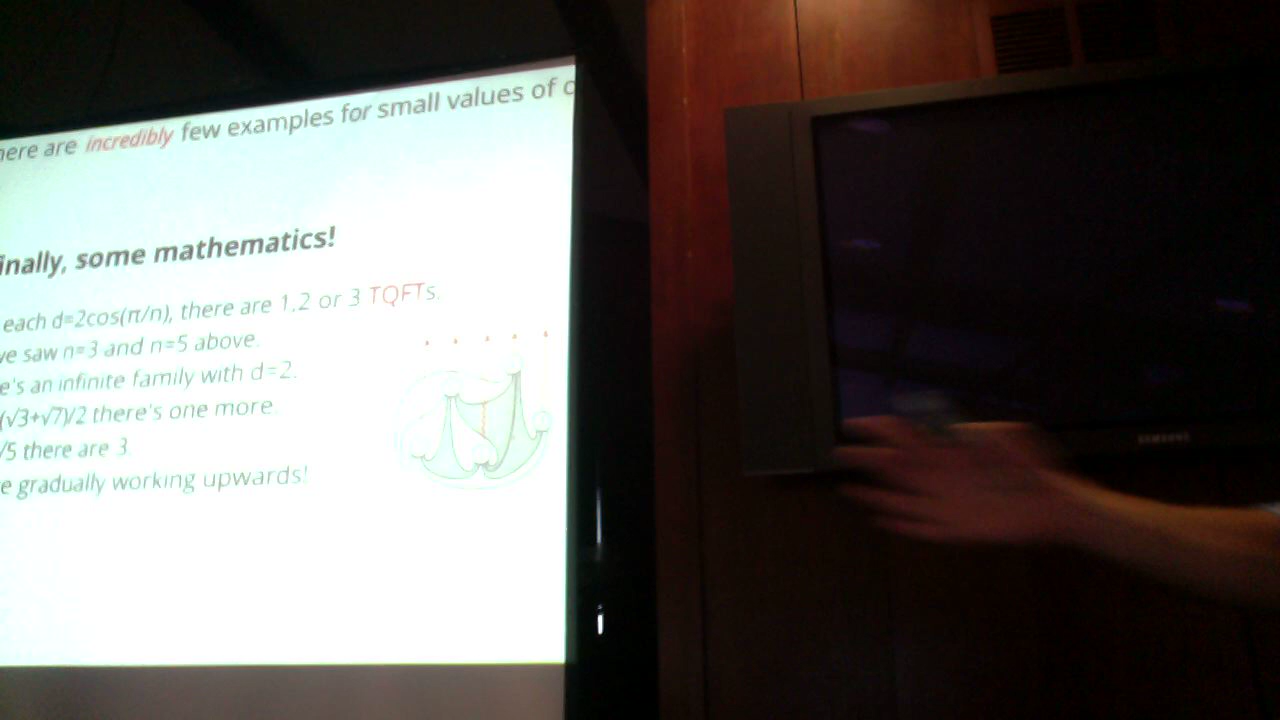 here are incredibly few examples for small values of
inally, some mathematics!
each d=2cos(π/n), there are 1,2 or 3 TQFTs.
ve saw n=3 and n=5 above.
e's an infinite family with d=2.
(√3+√7)/2 there's one more.
√5 there are 3
e gradually working upwards!
SAMSUNG